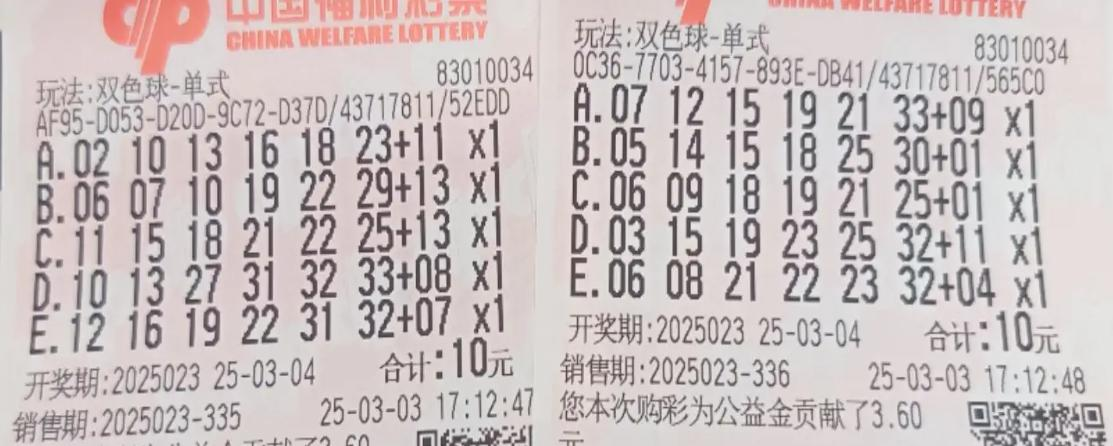 中国福利彩票
CHINA WELFARE LOTTERY
83010034
玩法:双色球-单式
AF95-D053-D20D-9C72-D37D/43717811/52EDD
A.02 10 13 16 18 23+11 x1
B.06 07 10 19 22 29+13 x1
C.11 15 18 21 22 25+13 x1
D.10 13 27 31 32 33+08 x1
E.12 16 19 22 31 32+07 x1
开奖期:2025023 25-03-04 合计:10元
销售期:2025023-335 25-03-03 17:12:47
CHINA WELFARE LOTTERY
玩法:双色球-单式 83010034
0C36-7703-4157-893E-DB41/43717811/565C0
A.07 12 15 19 21 33+09 x1
B.05 14 15 18 25 30+01 x1
C.06 09 18 19 21 25+01 x1
D.03 15 19 23 25 32+11 x1
E.06 08 21 22 23 32+04 x1
开奖期:2025023 25-03-04 合计:10元
销售期:2025023-336 25-03-03 17:12:48
您本次购彩为公益金贡献了3.60
元